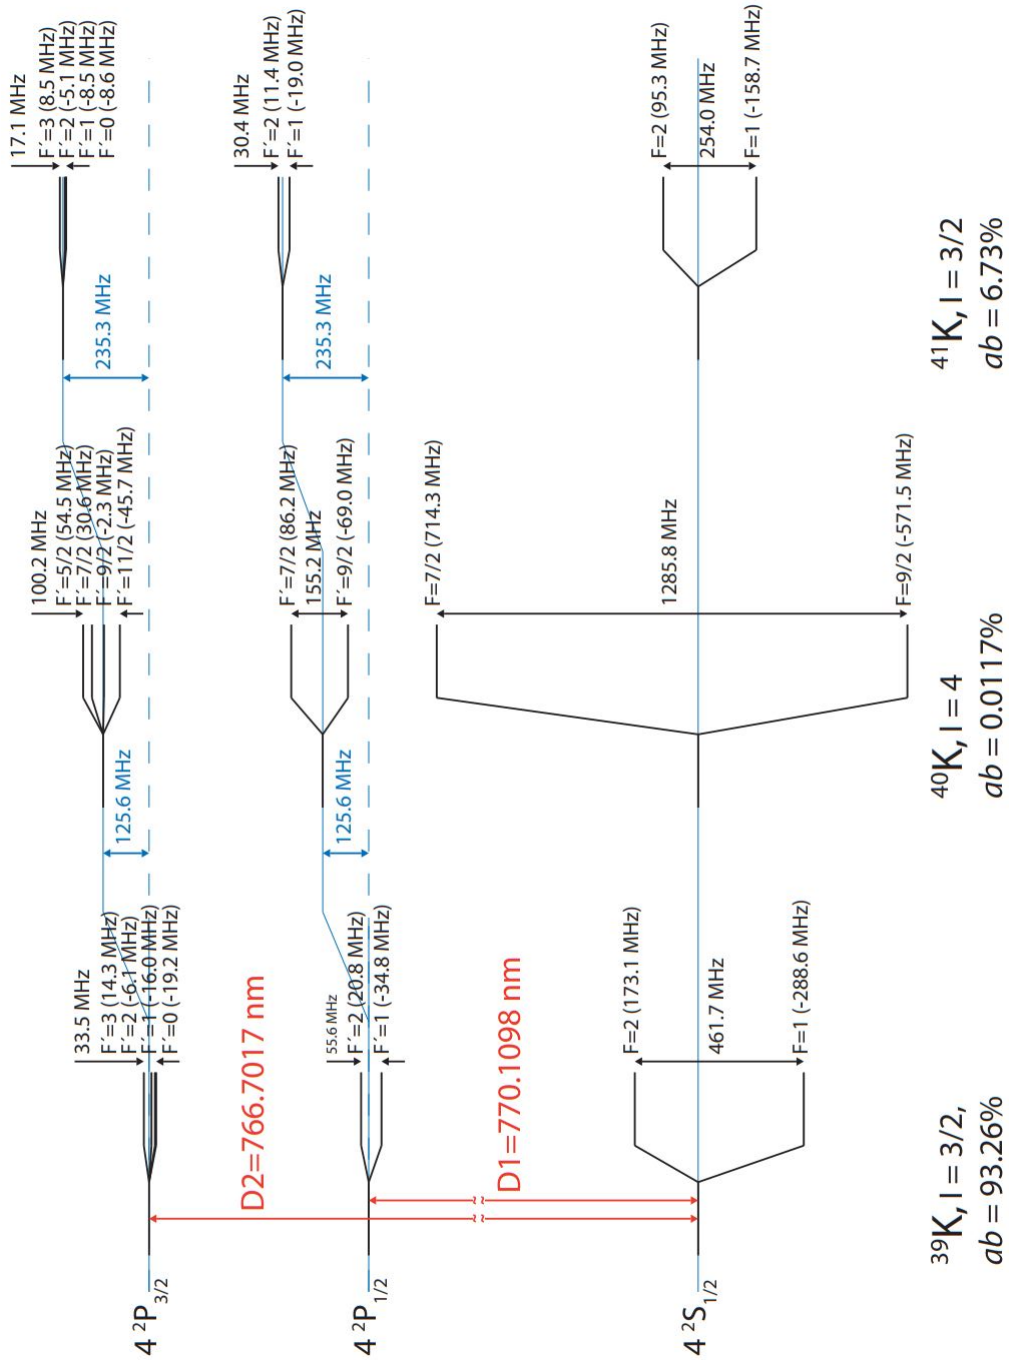 4 ²P₃/₂
4 ²P₁/₂
4 ²S₁/₂
D2=766.7017 nm
D1=770.1098 nm
33.5 MHz
F´=3 (14.3 MHz)
F´=2 (-6.1 MHz)
F´=1 (-16.0 MHz)
F´=0 (-19.2 MHz)
55.6 MHz
F´=2 (20.8 MHz)
F´=1 (-34.8 MHz)
F=2 (173.1 MHz)
461.7 MHz
F=1 (-288.6 MHz)
³⁹K, I = 3/2,
ab = 93.26%
125.6 MHz
125.6 MHz
100.2 MHz
F´=5/2 (54.5 MHz)
F´=7/2 (30.6 MHz)
F´=9/2 (-2.3 MHz)
F´=11/2 (-45.7 MHz)
F´=7/2 (86.2 MHz)
155.2 MHz
F´=9/2 (-69.0 MHz)
F=7/2 (714.3 MHz)
1285.8 MHz
F=9/2 (-571.5 MHz)
⁴⁰K, I = 4
ab = 0.0117%
235.3 MHz
235.3 MHz
17.1 MHz
F´=3 (8.5 MHz)
F´=2 (-5.1 MHz)
F´=1 (-8.5 MHz)
F´=0 (-8.6 MHz)
30.4 MHz
F´=2 (11.4 MHz)
F´=1 (-19.0 MHz)
F=2 (95.3 MHz)
254.0 MHz
F=1 (-158.7 MHz)
⁴¹K, I = 3/2
ab = 6.73%